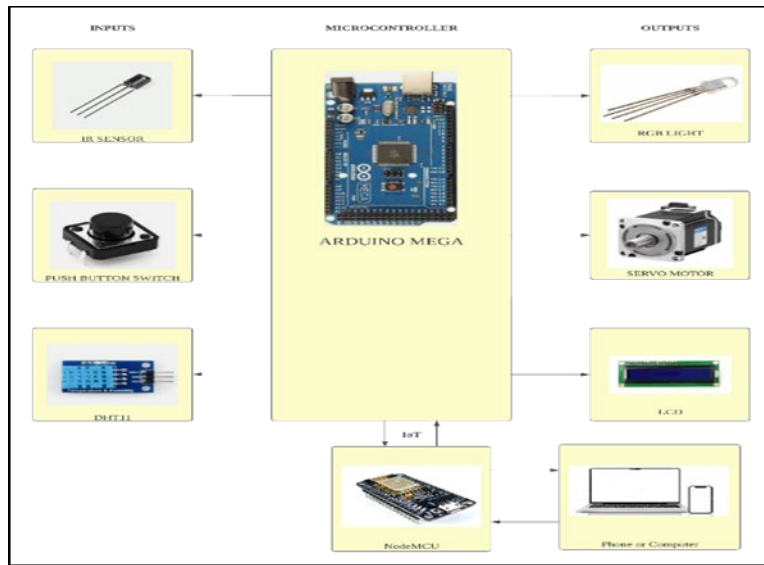 INPUTS
MICROCONTROLLER
OUTPUTS
IR SENSOR
RGB LIGHT
MEGA
ARDUINO MEGA
PUSH BUTTON SWITCH
SERVO MOTOR
DHT11
LCD
IoT
NodeMCU
Phone or Computer